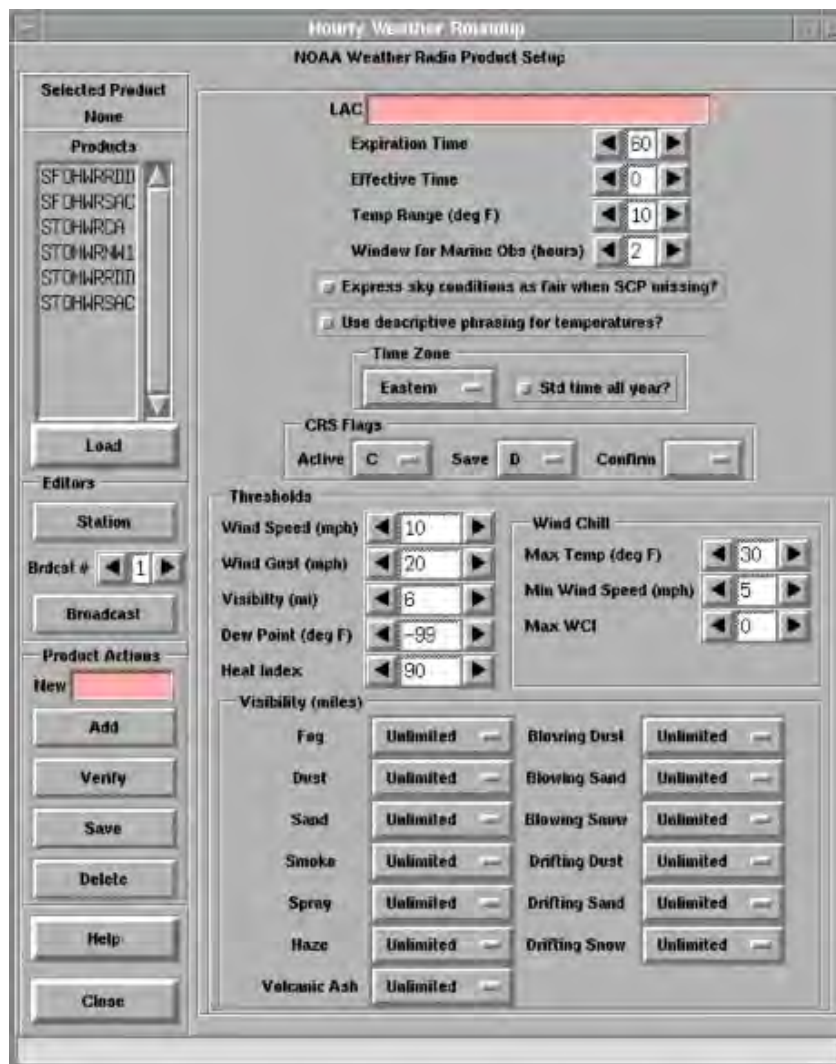 Hourly Weather Roundup
NOAA Weather Radio Product Setup
Selected Product
None
Products
SFOHWRRDD
SFOHWRSAC
STOHWRCA
STOHWRNW1
STOHWRRDD
STOHWRSAC
Load
Editors
Station
Brdcst # 1
Broadcast
Product Actions
New
Add
Verify
Save
Delete
Help
Close
LAC
Expiration Time 60
Effective Time 0
Temp Range (deg F) 10
Window for Marine Obs (hours) 2
Express sky conditions as fair when SCP missing?
Use descriptive phrasing for temperatures?
Time Zone
Eastern Std time all year?
CRS Flags
Active C Save D Confirm
Thresholds
Wind Speed (mph) 10
Wind Gust (mph) 20
Visibilty (mi) 6
Dew Point (deg F) -99
Heat Index 90
Wind Chill
Max Temp (deg F) 30
Min Wind Speed (mph) 5
Max WCI 0
Visibility (miles)
Fog Unlimited Blowing Dust Unlimited
Dust Unlimited Blowing Sand Unlimited
Sand Unlimited Blowing Snow Unlimited
Smoke Unlimited Drifting Dust Unlimited
Spray Unlimited Drifting Sand Unlimited
Haze Unlimited Drifting Snow Unlimited
Volcanic Ash Unlimited